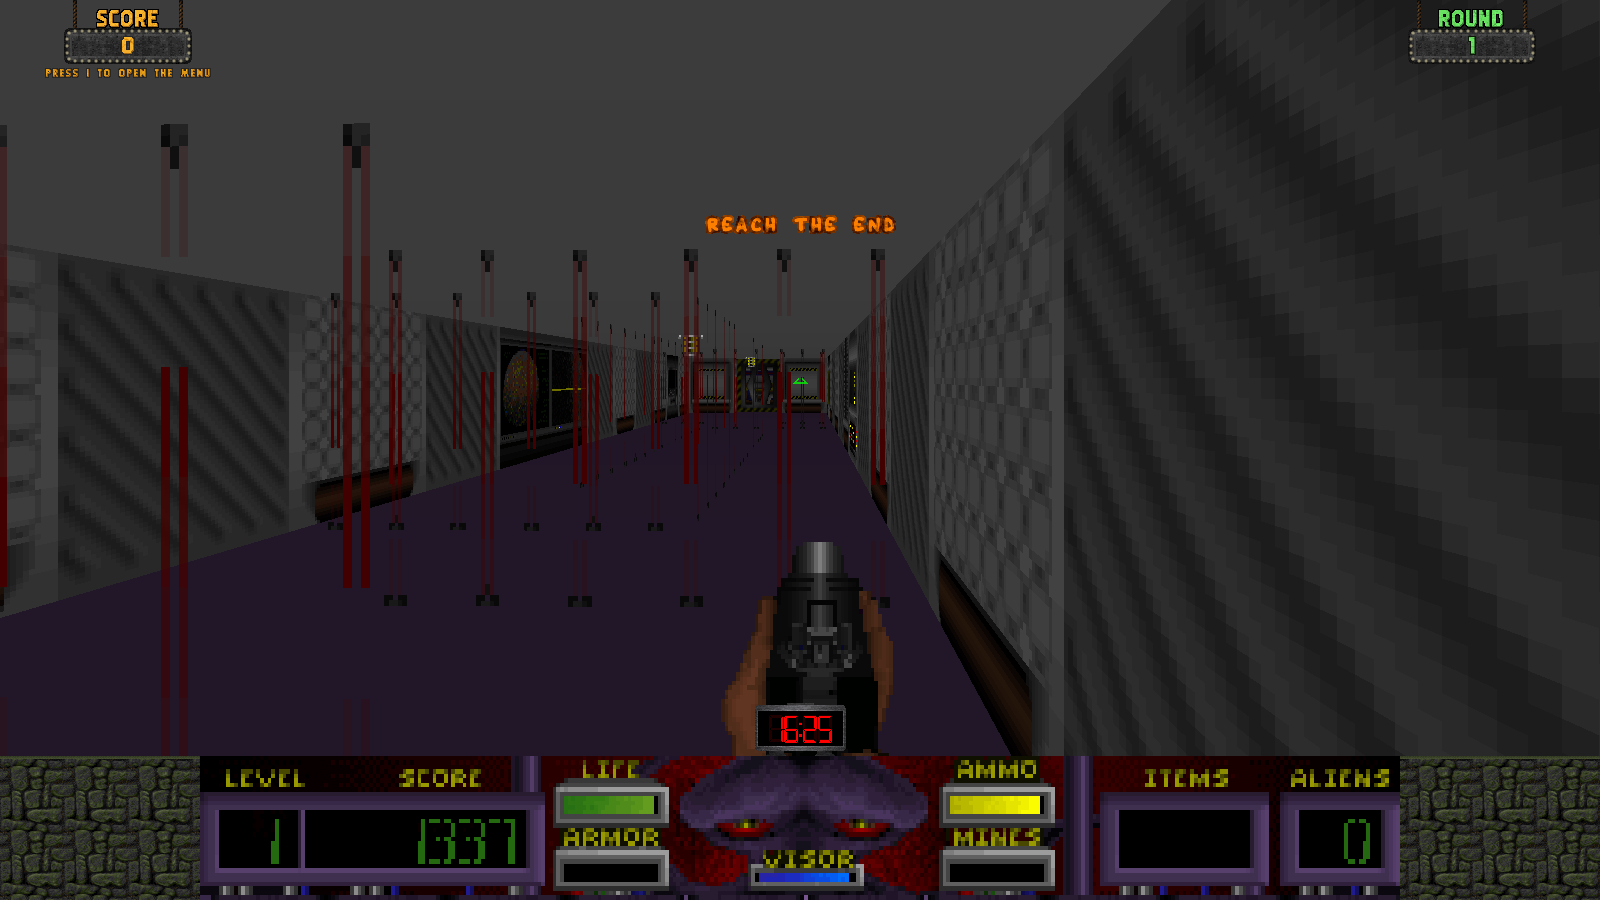 SCORE
0
PRESS I TO OPEN THE MENU
ROUND
1
REACH THE END
16:25
LEVEL
SCORE
LIFE
AMMO
ITEMS
ALIENS
1
1337
ARMOR
MINES
0
VISOR